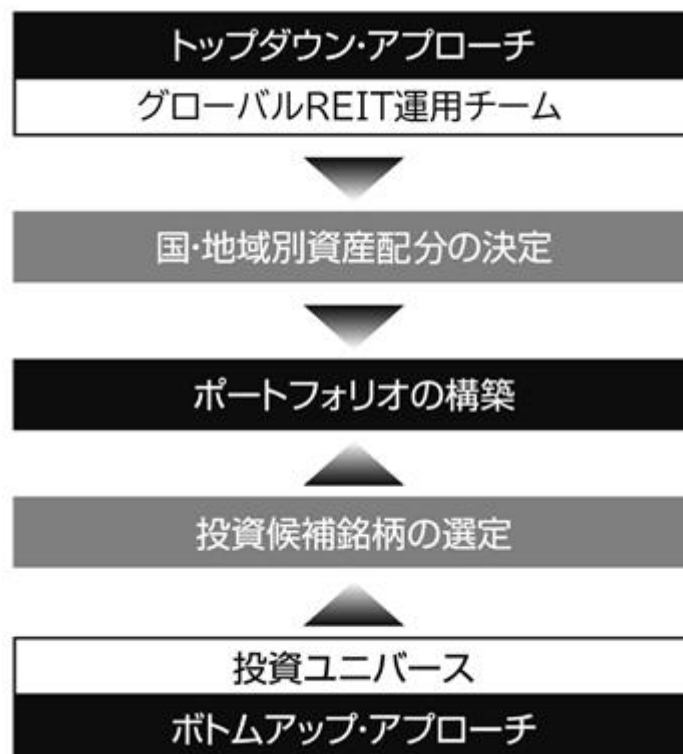 トップダウン・アプローチ
グローバルREIT運用チーム
国・地域別資産配分の決定
ポートフォリオの構築
投資候補銘柄の選定
投資ユニバース
ボトムアップ・アプローチ